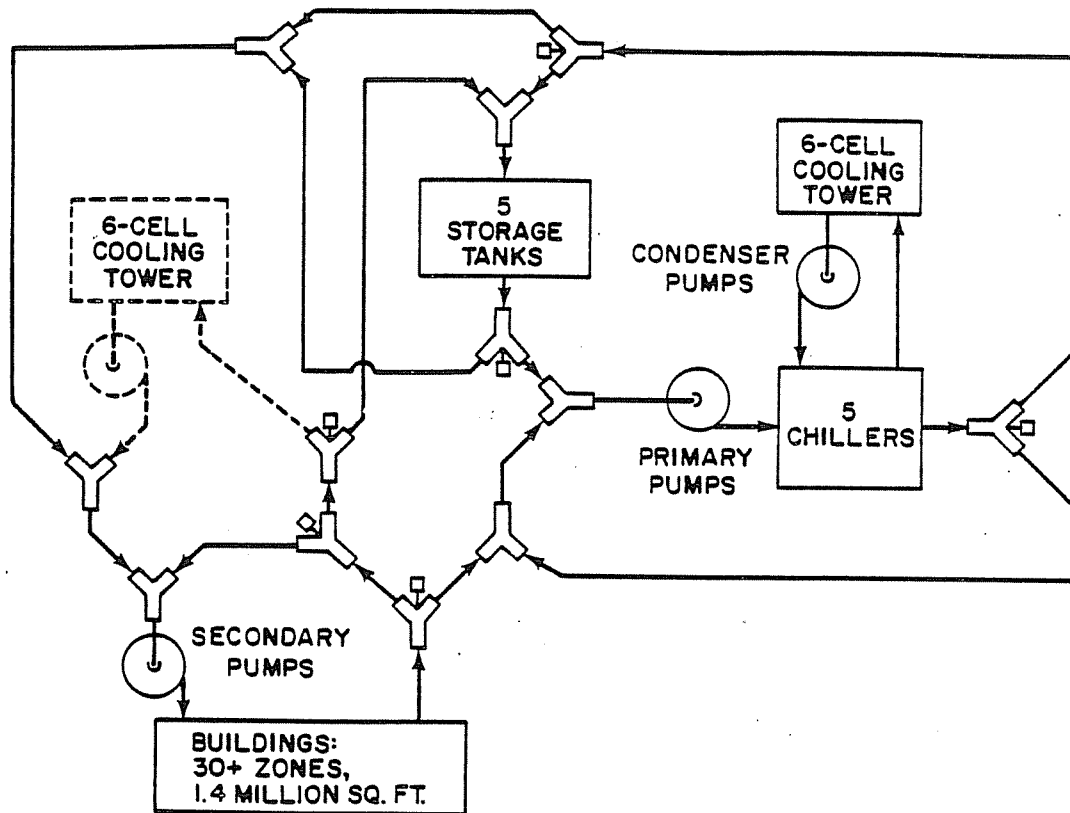 6-CELL
COOLING
TOWER
5
STORAGE
TANKS
6-CELL
COOLING
TOWER
CONDENSER
PUMPS
5
CHILLERS
PRIMARY
PUMPS
SECONDARY
PUMPS
BUILDINGS:
30+ ZONES,
1.4 MILLION SQ. FT.